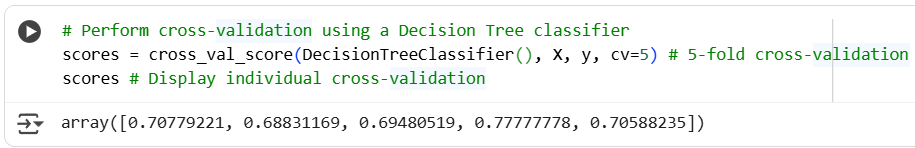 # Perform cross-validation using a Decision Tree classifier
scores = cross_val_score(DecisionTreeClassifier(), X, y, cv=5) # 5-fold cross-validation
scores # Display individual cross-validation
array([0.70779221, 0.68831169, 0.69480519, 0.77777778, 0.70588235])